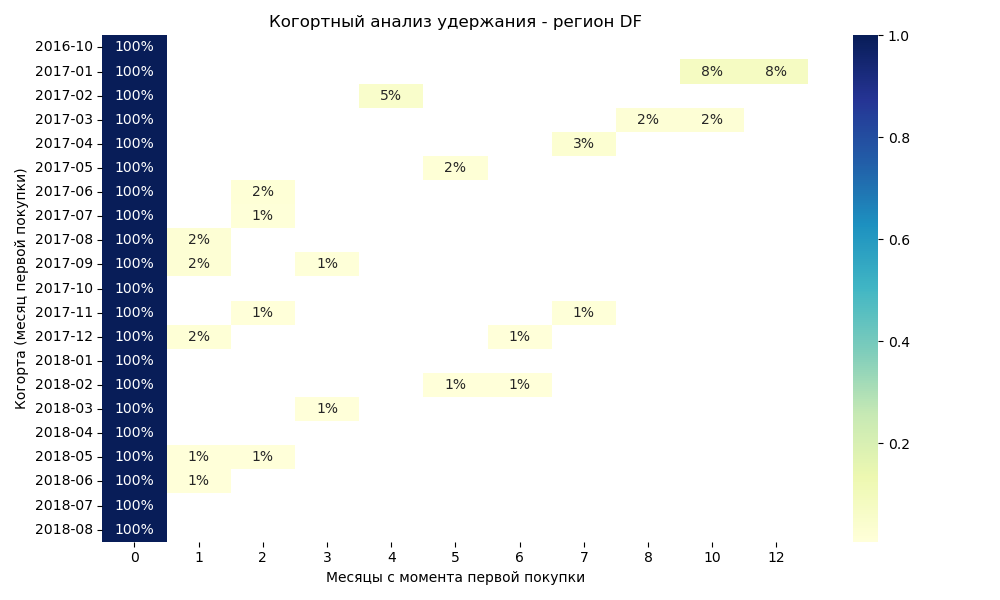 Когортный анализ удержания - регион DF
Когорта (месяц первой покупки)
2016-10 100%
2017-01 100% 8% 8%
2017-02 100% 5%
2017-03 100% 2% 2%
2017-04 100% 3%
2017-05 100% 2%
2017-06 100% 2%
2017-07 100% 1%
2017-08 100% 2%
2017-09 100% 2% 1%
2017-10 100%
2017-11 100% 1% 1%
2017-12 100% 2% 1%
2018-01 100%
2018-02 100% 1% 1%
2018-03 100% 1%
2018-04 100%
2018-05 100% 1% 1%
2018-06 100% 1%
2018-07 100%
2018-08 100%
0 1 2 3 4 5 6 7 8 10 12
Месяцы с момента первой покупки
1.0
0.8
0.6
0.4
0.2